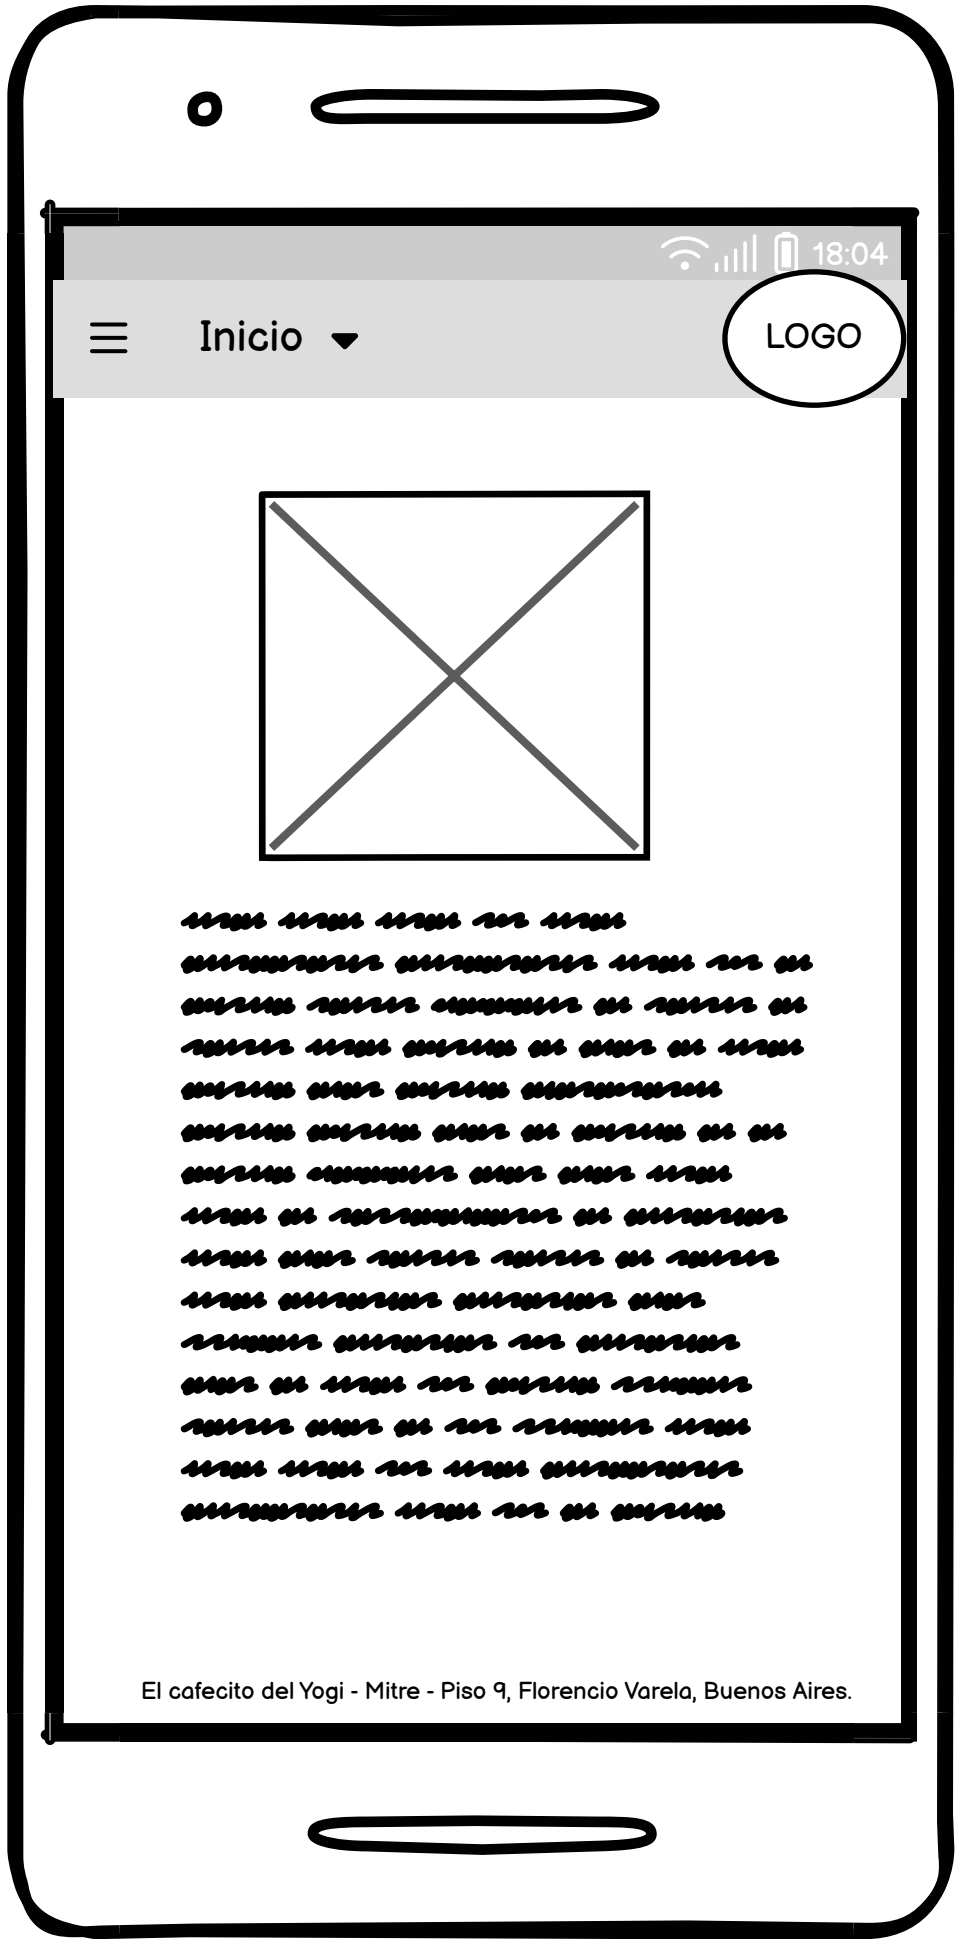 18:04
Inicio
LOGO
El cafecito del Yogi - Mitre - Piso 9, Florencio Varela, Buenos Aires.